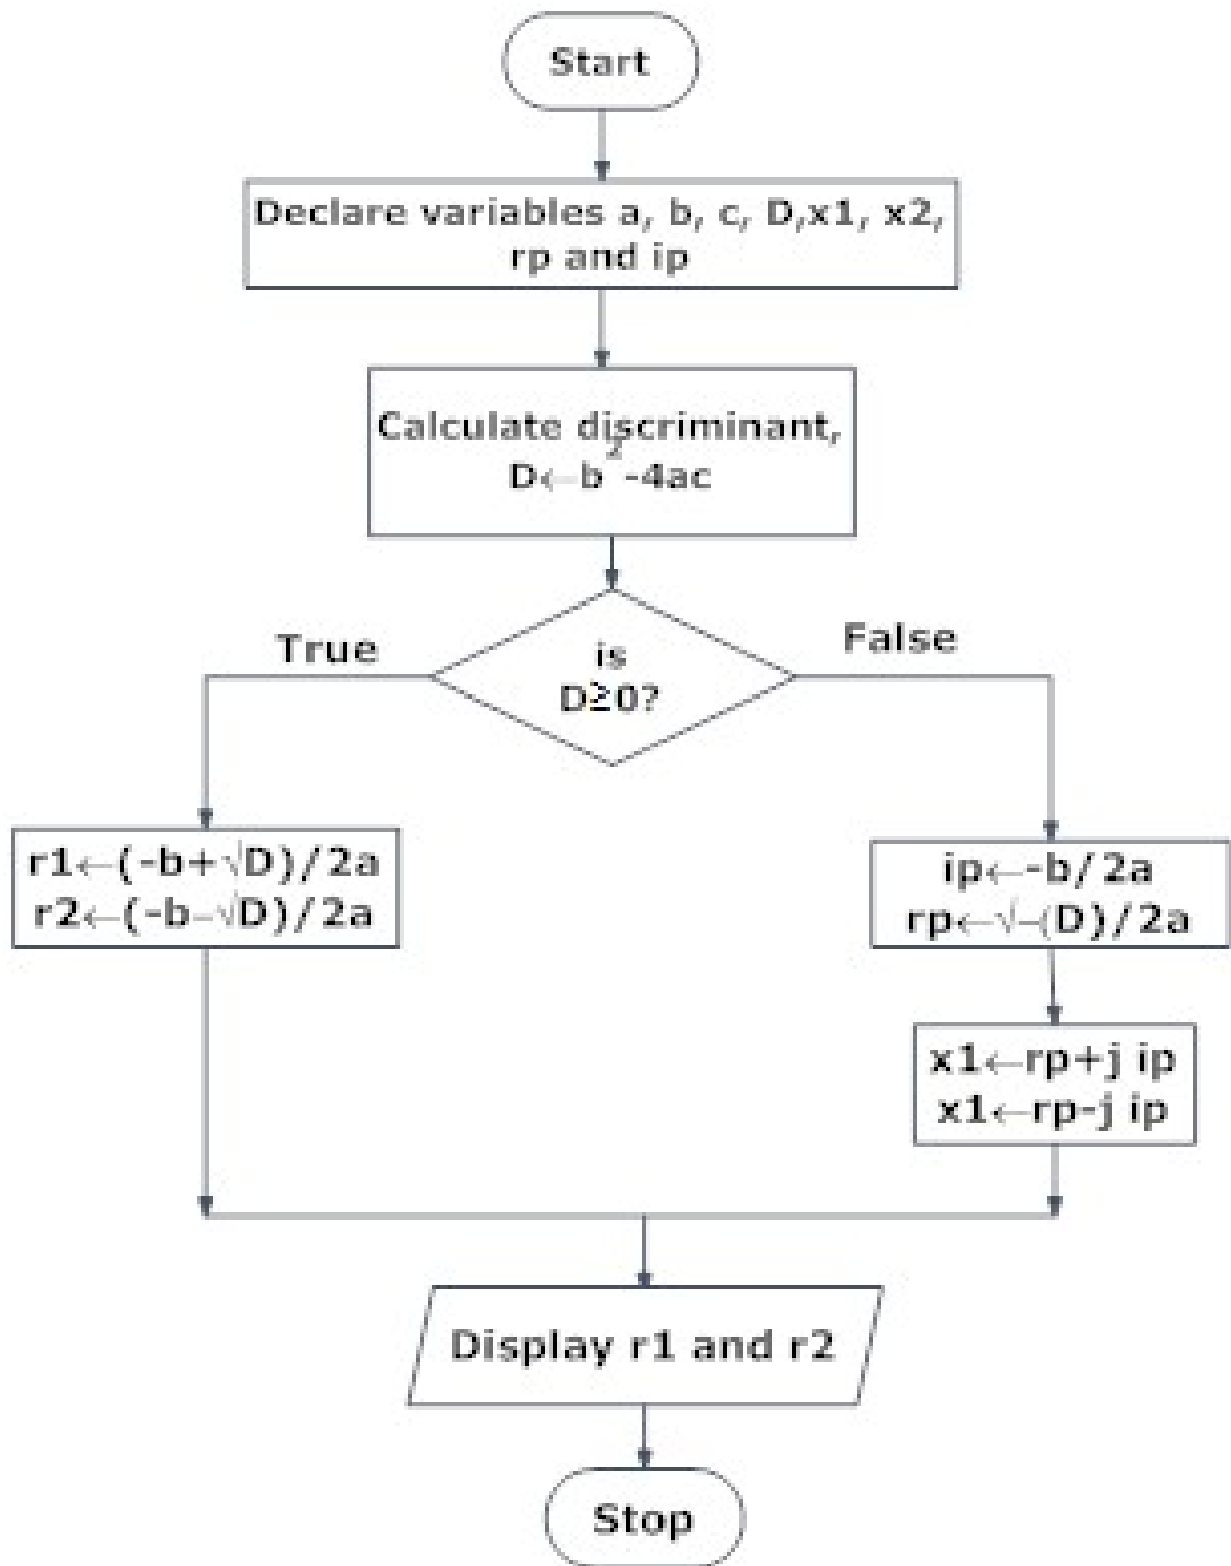 Start
Declare variables a, b, c, D,x1, x2,
rp and ip
Calculate discriminant,
D←b²-4ac
True
False
is
D≥0?
r1←(-b+√D)/2a
r2←(-b-√D)/2a
ip←-b/2a
rp←√-(D)/2a
x1←rp+j ip
x1←rp-j ip
Display r1 and r2
Stop